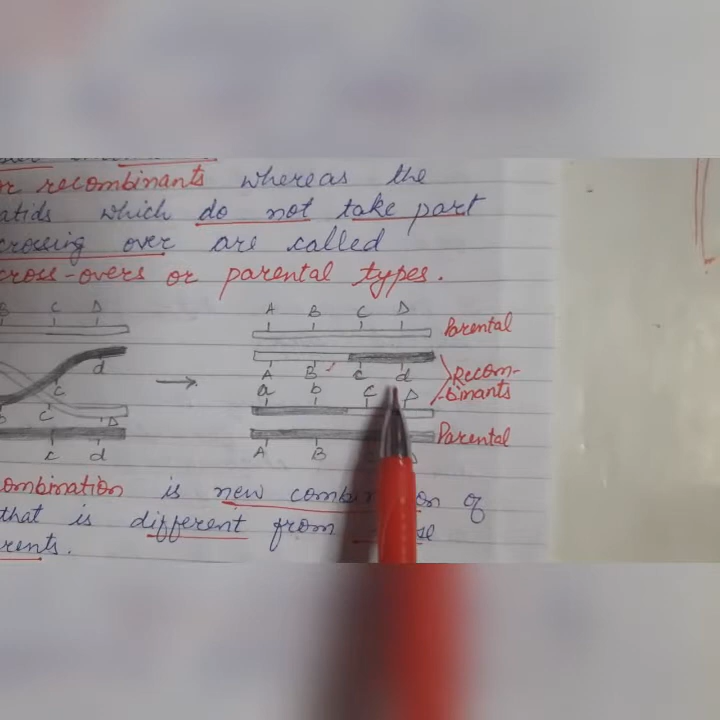 r recombinants whereas the
atids which do not take part
crossing over are called
cross-overs or parental types.
B C D A B C D Parental
d A B c d Recom-
c a b C D binants
b C D
c d A B D Parental
ombination is new on of
that is different from
rents.